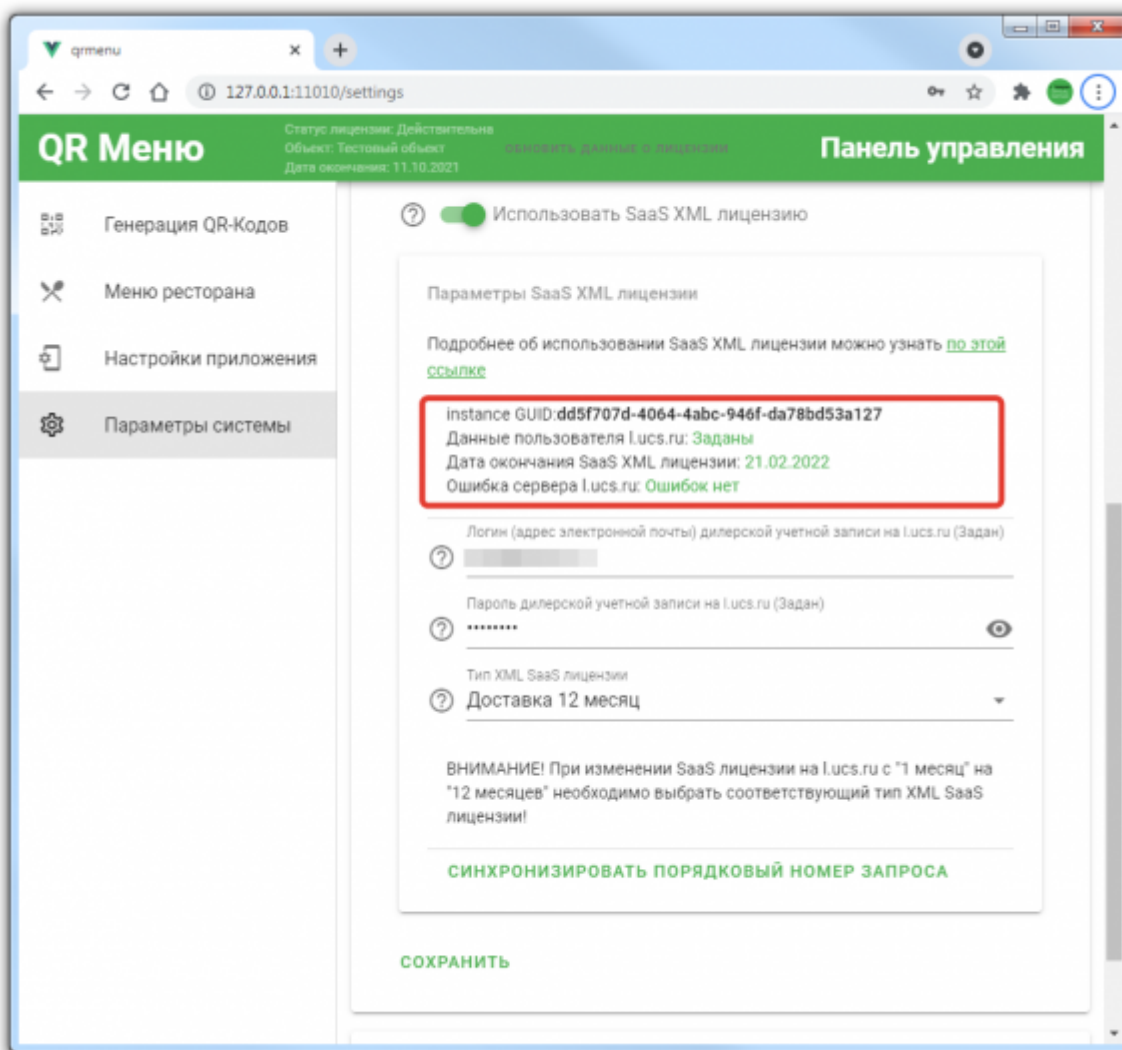 qrmenu
127.0.0.1:11010/settings
QR Меню
Статус лицензии: Действительна
Объект: Тестовый объект
Дата окончания: 11.10.2021
ОБНОВИТЬ ДАННЫЕ О ЛИЦЕНЗИИ
Панель управления
Генерация QR-Кодов
Меню ресторана
Настройки приложения
Параметры системы
Использовать SaaS XML лицензию
Параметры SaaS XML лицензии
Подробнее об использовании SaaS XML лицензии можно узнать по этой
ссылке
instance GUID:dd5f707d-4064-4abc-946f-da78bd53a127
Данные пользователя l.ucs.ru: Заданы
Дата окончания SaaS XML лицензии: 21.02.2022
Ошибка сервера l.ucs.ru: Ошибок нет
Логин (адрес электронной почты) дилерской учетной записи на l.ucs.ru (Задан)
Пароль дилерской учетной записи на l.ucs.ru (Задан)
••••••••
Тип XML SaaS лицензии
Доставка 12 месяц
ВНИМАНИЕ! При изменении SaaS лицензии на l.ucs.ru с "1 месяц" на
"12 месяцев" необходимо выбрать соответствующий тип XML SaaS
лицензии!
СИНХРОНИЗИРОВАТЬ ПОРЯДКОВЫЙ НОМЕР ЗАПРОСА
СОХРАНИТЬ